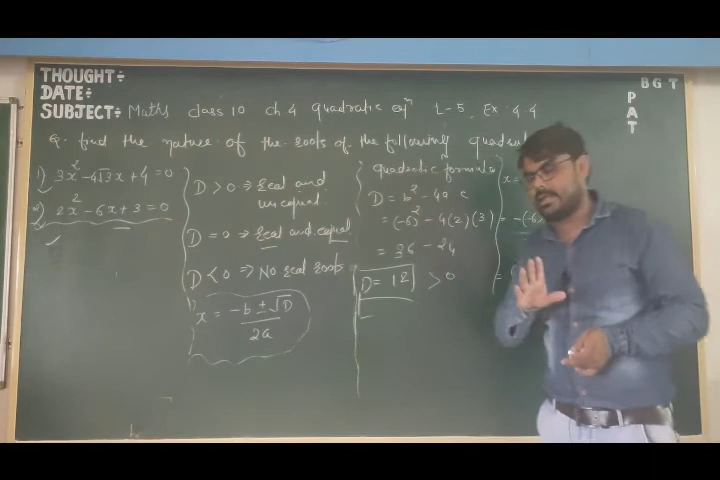 THOUGHT:-
DATE:-
SUBJECT:- Maths class 10 ch 4 quadratic eqⁿ L-5, Ex. 4.4
BGT
PAT
Q. find the nature of the roots of the following quadrat
1) 3x² - 4√3x + 4 = 0
2) 2x² - 6x + 3 = 0
D > 0 ⇒ Real and
unequal
D = 0 ⇒ Real and equal
D < 0 ⇒ No real roots
x = -b ± √D
2a
quadratic formula
D = b² - 4a c
= (-6)² - 4(2)(3)
= 36 - 24
D = 12 > 0
x =
= -(-6)
=